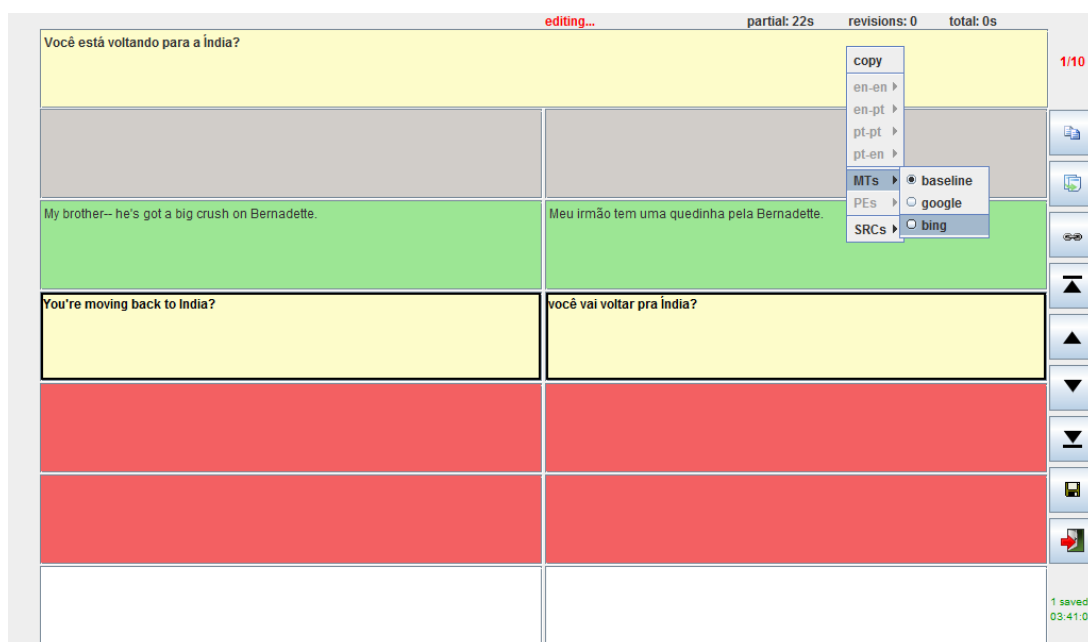 editing... partial: 22s revisions: 0 total: 0s
Você está voltando para a Índia?
1/10
copy
en-en
en-pt
pt-pt
pt-en
MTs
baseline
PEs
google
SRCs
bing
My brother-- he's got a big crush on Bernadette.
Meu irmão tem uma quedinha pela Bernadette.
You're moving back to India?
você vai voltar pra Índia?
1 saved
03:41:0